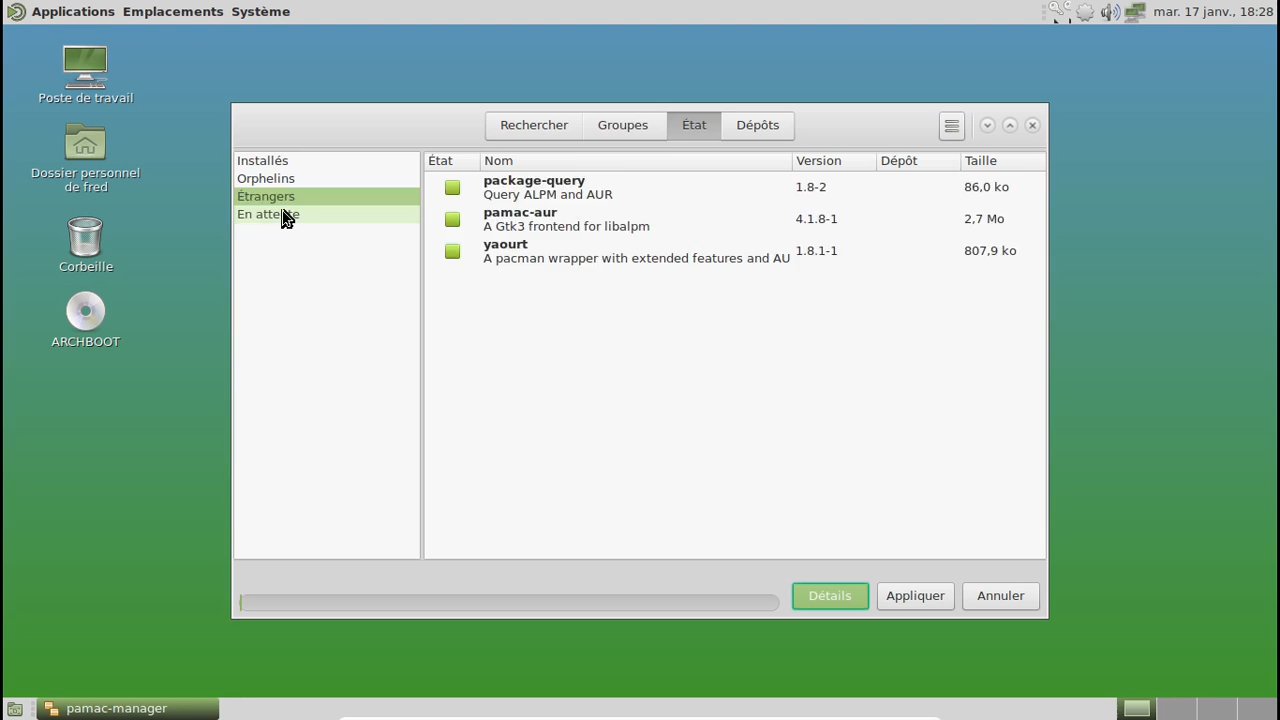 Applications Emplacements Système
mar. 17 janv., 18:28
Poste de travail
Dossier personnel
de fred
Corbeille
ARCHBOOT
Rechercher Groupes État Dépôts
Installés
Orphelins
Étrangers
En attente
État Nom Version Dépôt Taille
package-query 1.8-2 86,0 ko
Query ALPM and AUR
pamac-aur 4.1.8-1 2,7 Mo
A Gtk3 frontend for libalpm
yaourt 1.8.1-1 807,9 ko
A pacman wrapper with extended features and AU
Détails Appliquer Annuler
pamac-manager